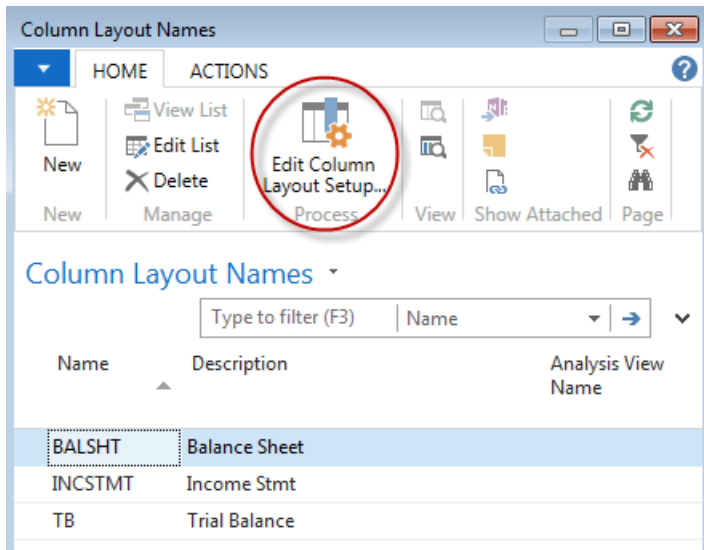 Column Layout Names
HOME ACTIONS
New
View List
Edit List
Delete
Edit Column
Layout Setup...
New Manage Process View Show Attached Page
Column Layout Names
Type to filter (F3) Name
Name Description Analysis View
Name
BALSHT Balance Sheet
INCSTMT Income Stmt
TB Trial Balance